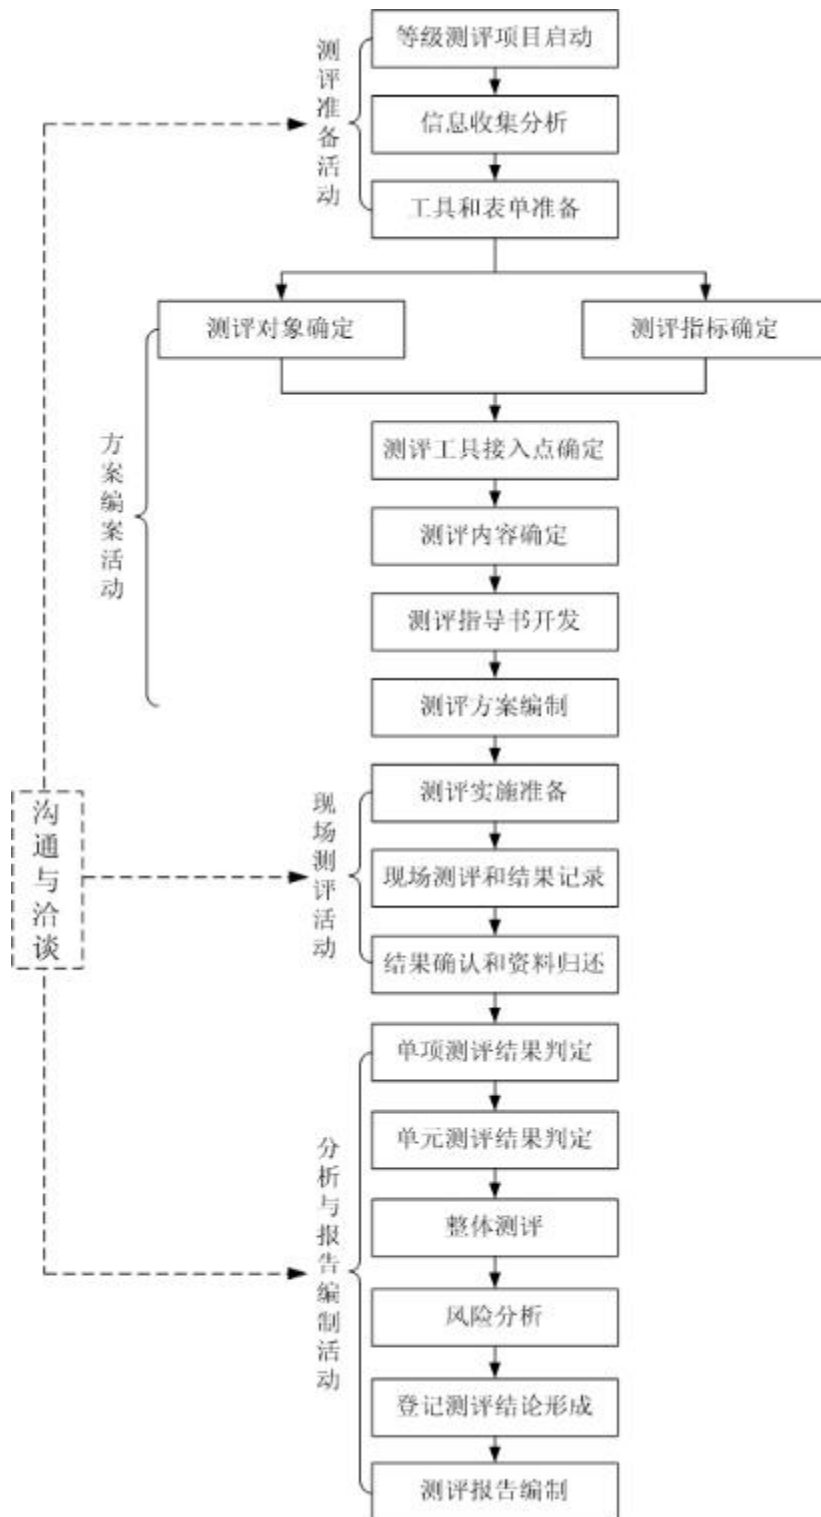 等级测评项目启动
测评准备活动
信息收集分析
工具和表单准备
测评对象确定
测评指标确定
方案编案活动
测评工具接入点确定
测评内容确定
测评指导书开发
测评方案编制
沟通与洽谈
现场测评活动
测评实施准备
现场测评和结果记录
结果确认和资料归还
分析与报告编制活动
单项测评结果判定
单元测评结果判定
整体测评
风险分析
登记测评结论形成
测评报告编制